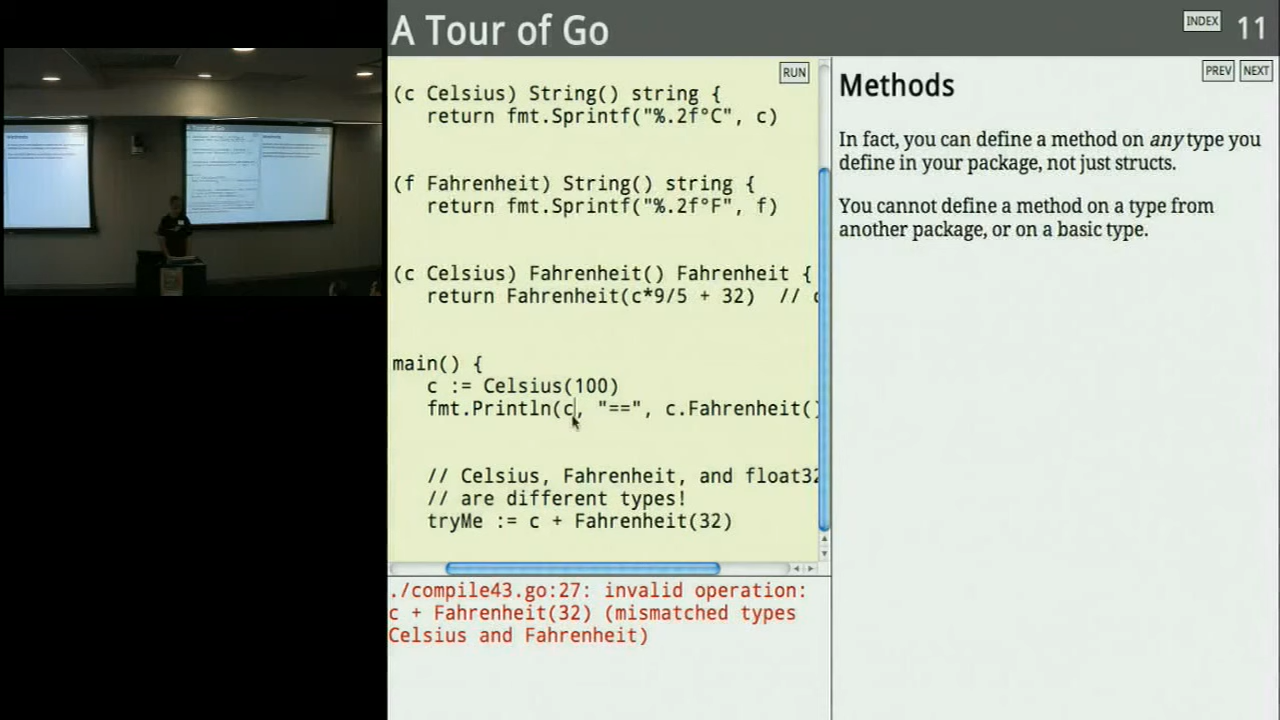 A Tour of Go
INDEX
11
RUN
(c Celsius) String() string {
return fmt.Sprintf("%.2f°C", c)
(f Fahrenheit) String() string {
return fmt.Sprintf("%.2f°F", f)
(c Celsius) Fahrenheit() Fahrenheit {
return Fahrenheit(c*9/5 + 32) // c
main() {
c := Celsius(100)
fmt.Println(c, "==", c.Fahrenheit()
// Celsius, Fahrenheit, and float32
// are different types!
tryMe := c + Fahrenheit(32)
./compile43.go:27: invalid operation:
c + Fahrenheit(32) (mismatched types
Celsius and Fahrenheit)
PREV
NEXT
Methods
In fact, you can define a method on any type you
define in your package, not just structs.
You cannot define a method on a type from
another package, or on a basic type.
A Tour of Go